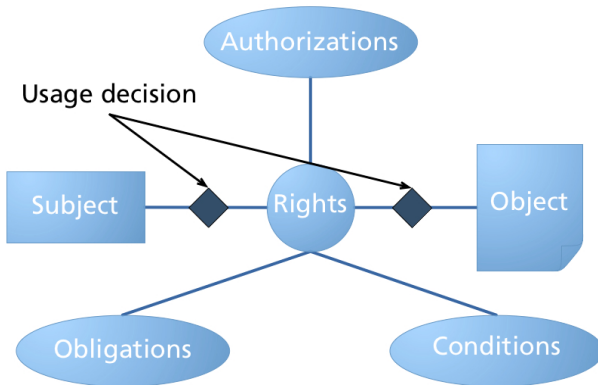 Authorizations
Usage decision
Subject
Rights
Object
Obligations
Conditions